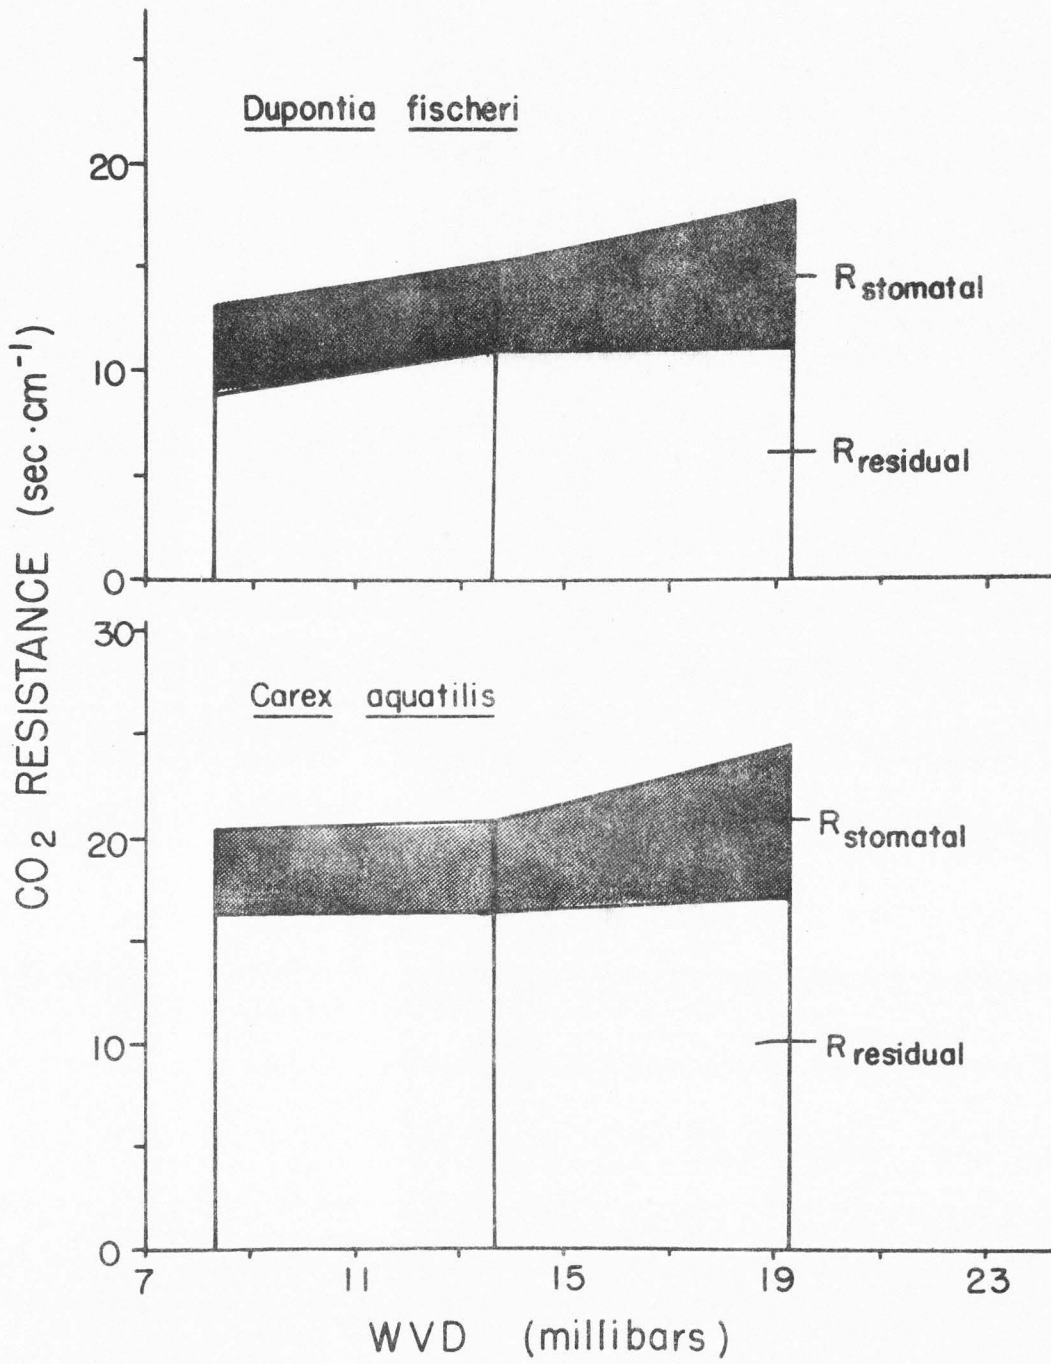 Dupontia fischeri
20
10
0
R stomatal
R residual
CO2 RESISTANCE (sec·cm⁻¹)
30
20
10
0
Carex aquatilis
R stomatal
R residual
7 11 15 19 23
WVD (millibars)